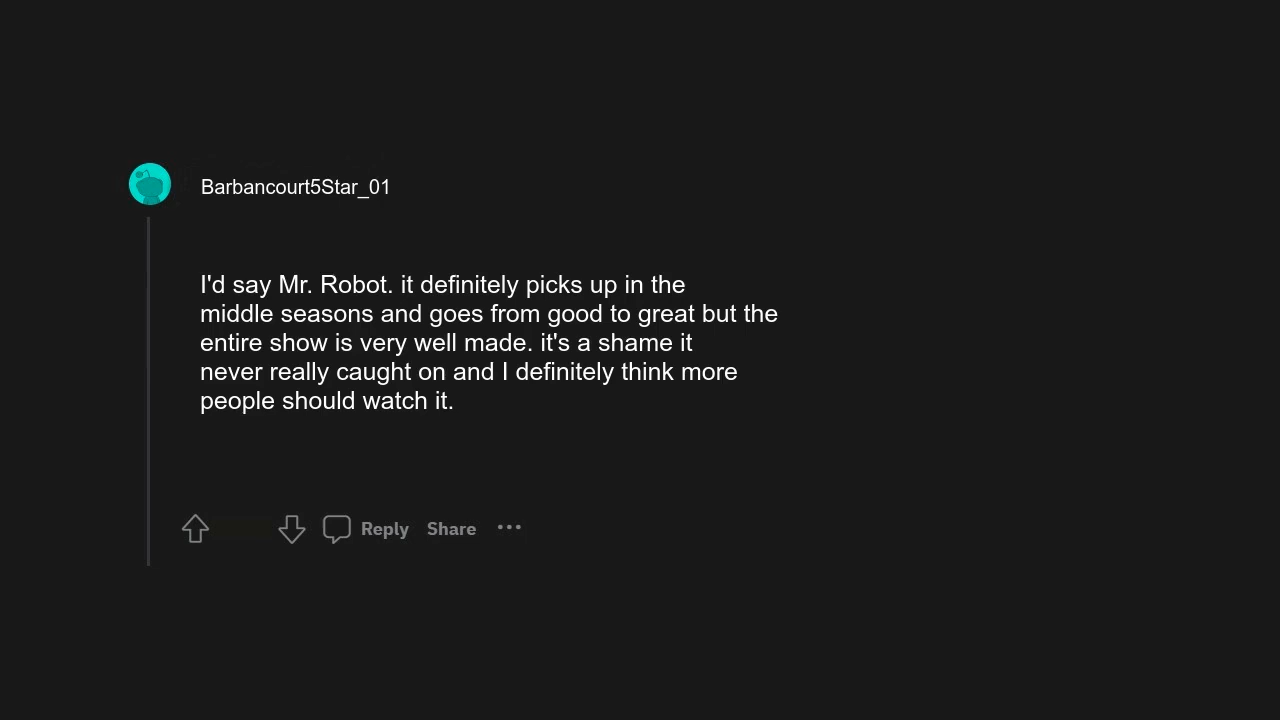 Barbancourt5Star_01
I'd say Mr. Robot. it definitely picks up in the
middle seasons and goes from good to great but the
entire show is very well made. it's a shame it
never really caught on and I definitely think more
people should watch it.
Reply Share